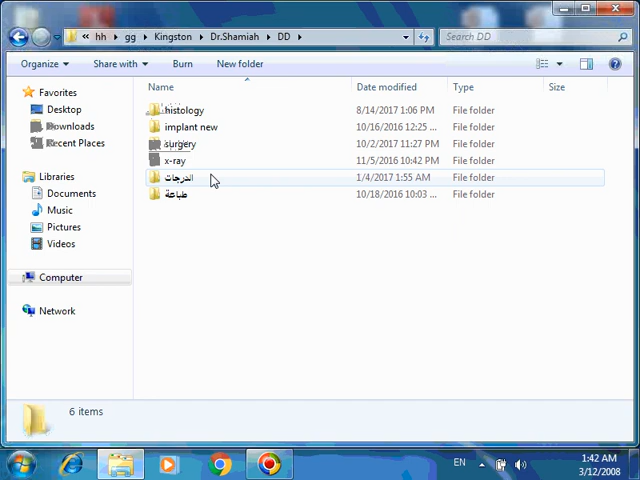 « hh ▸ gg ▸ Kingston ▸ Dr.Shamiah ▸ DD ▸
Search DD
Organize Share with Burn New folder
Name Date modified Type Size
Favorites
Desktop
Downloads
Recent Places
Libraries
Documents
Music
Pictures
Videos
Computer
Network
histology 8/14/2017 1:06 PM File folder
implant new 10/16/2016 12:25 ... File folder
surgery 10/2/2017 11:27 PM File folder
x-ray 11/5/2016 10:42 PM File folder
الدرجات 1/4/2017 1:55 AM File folder
طباعة 10/18/2016 10:03 ... File folder
6 items
EN
1:42 AM
3/12/2008